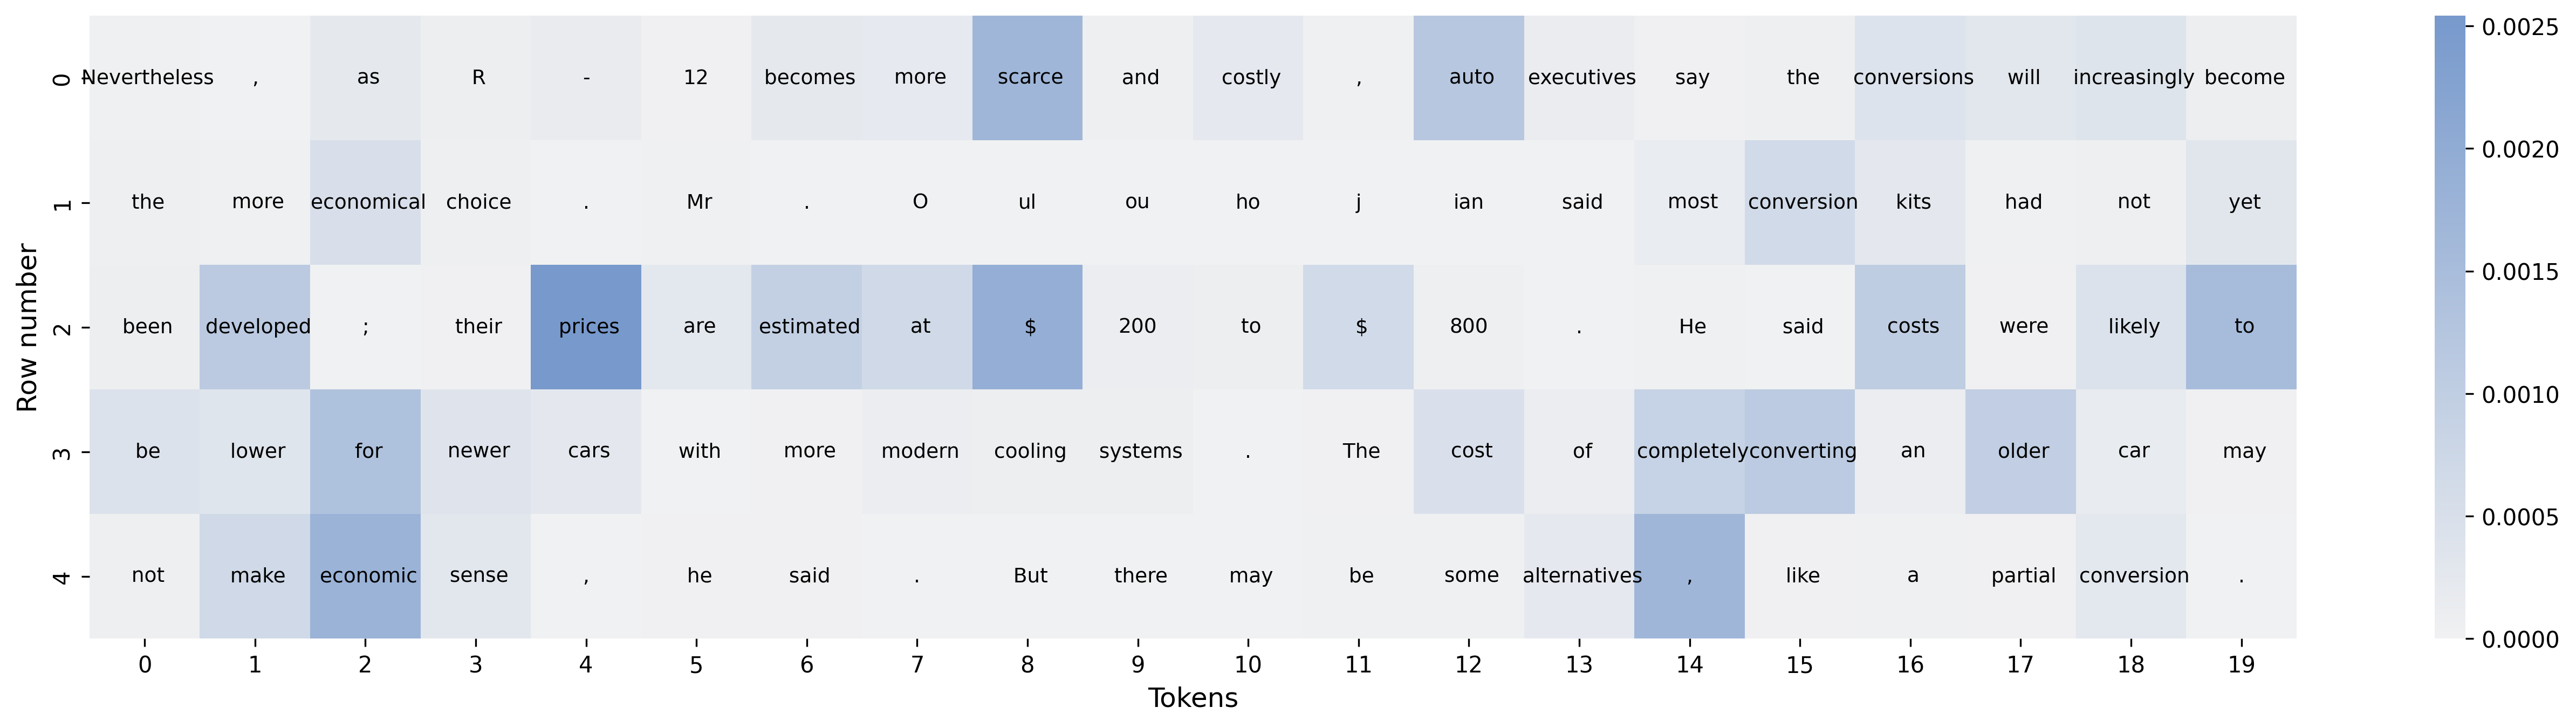 0 Nevertheless , as R - 12 becomes more scarce and costly , auto executives say the conversions will increasingly become
1 the more economical choice . Mr . O ul ou ho j ian said most conversion kits had not yet
2 been developed ; their prices are estimated at $ 200 to $ 800 . He said costs were likely to
3 be lower for newer cars with more modern cooling systems . The cost of completely converting an older car may
4 not make economic sense , he said . But there may be some alternatives , like a partial conversion .
0 1 2 3 4 5 6 7 8 9 10 11 12 13 14 15 16 17 18 19
Tokens
Row number
0.0025
0.0020
0.0015
0.0010
0.0005
0.0000